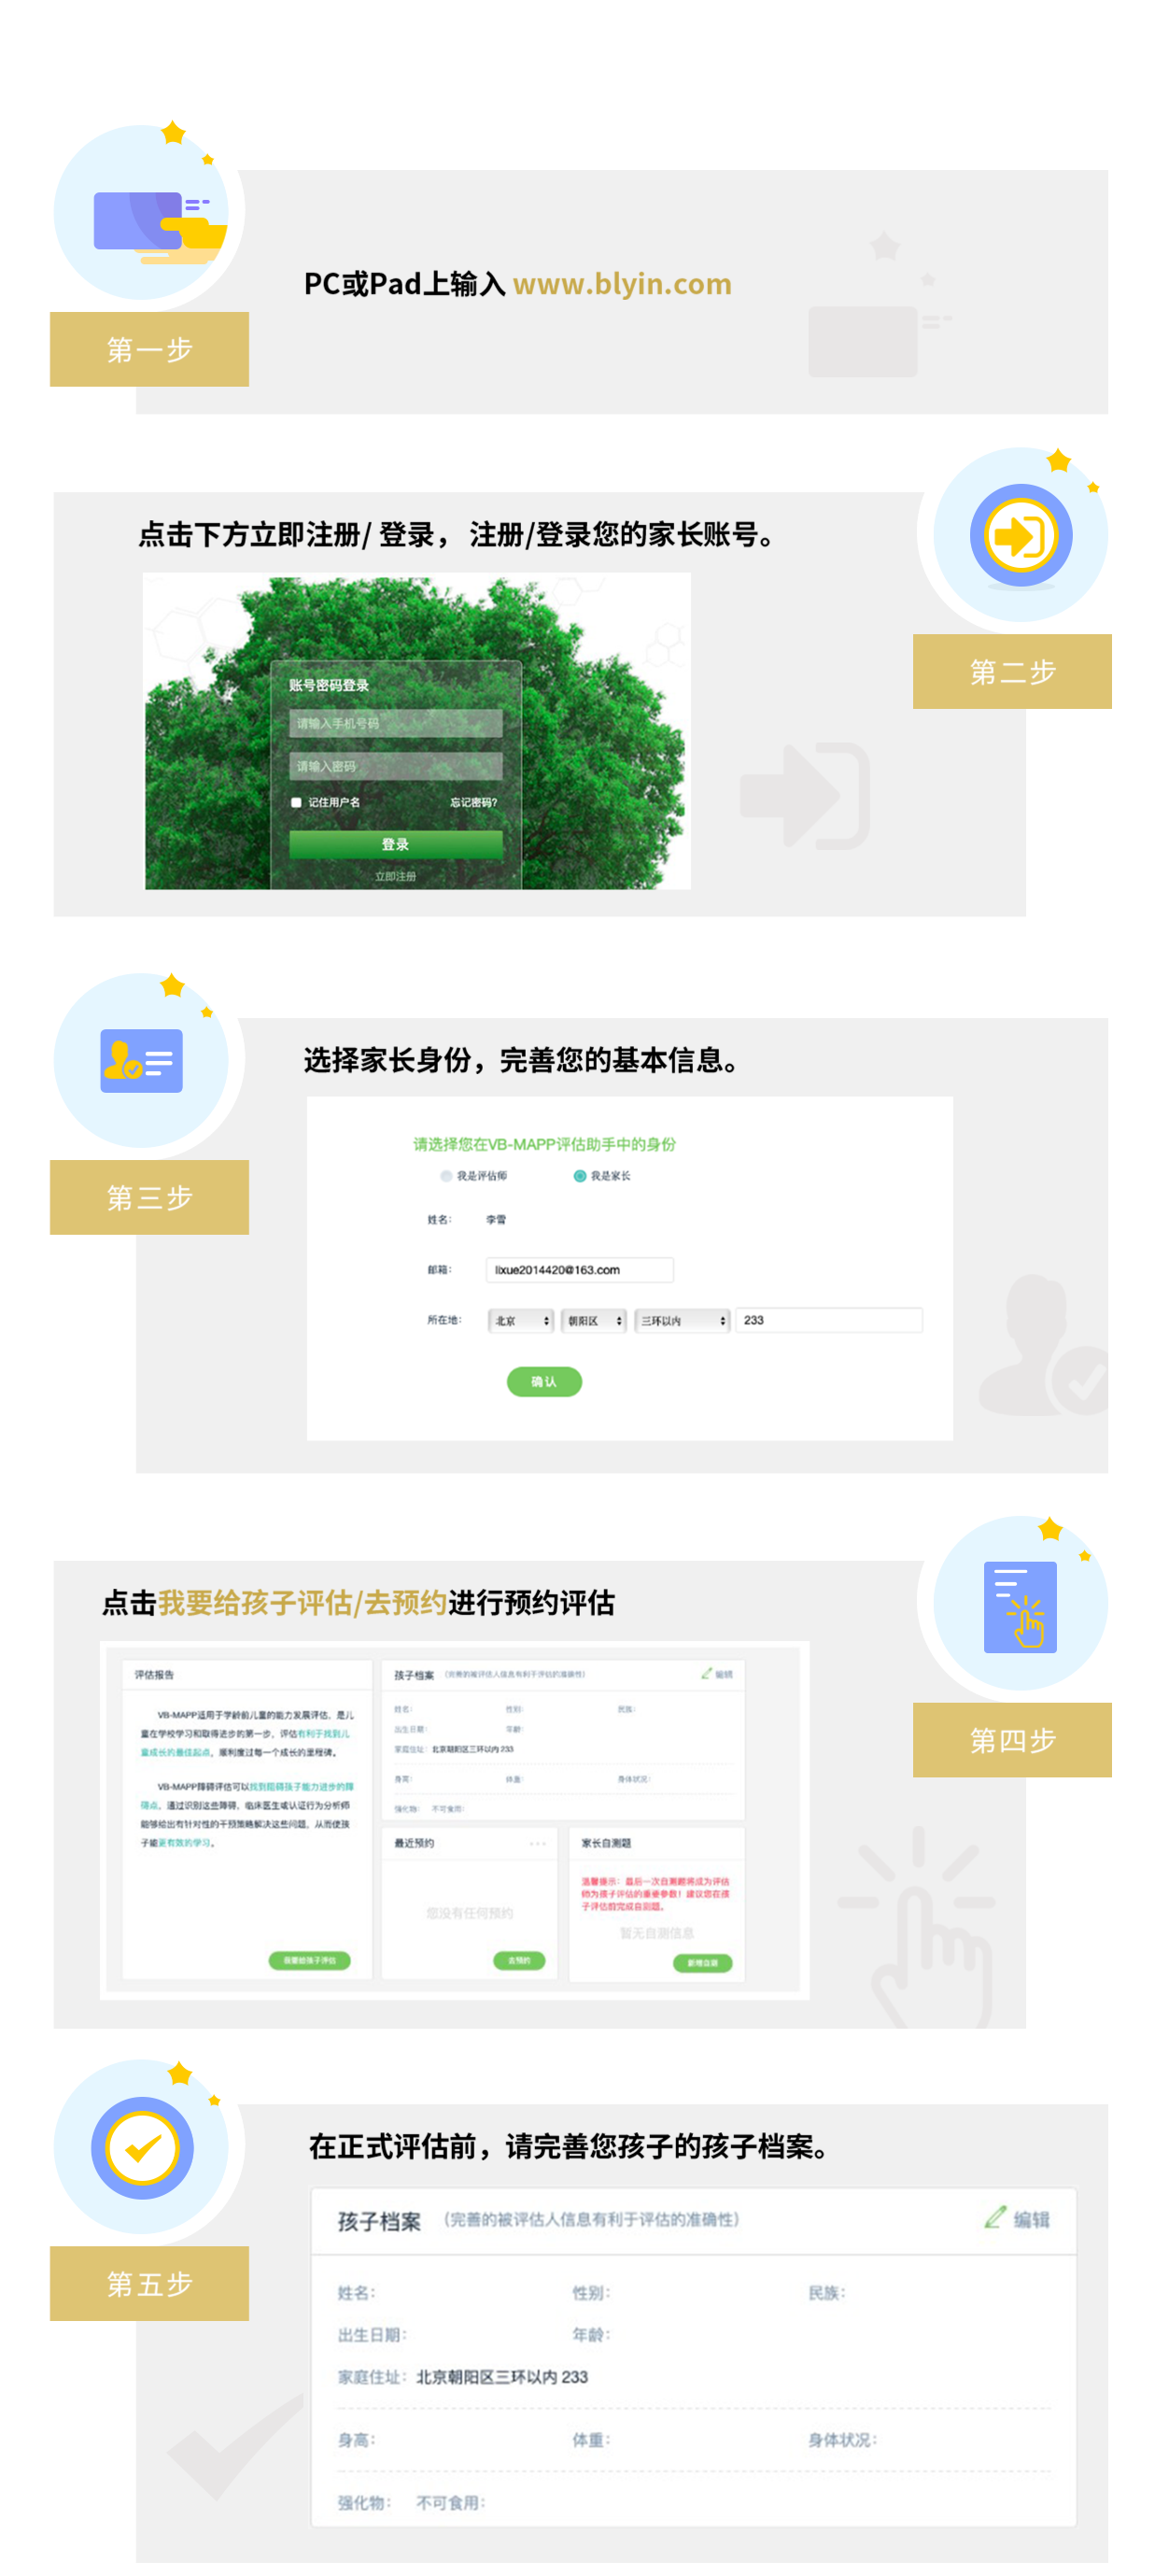 第一步
PC或Pad上输入 www.blyin.com
点击下方立即注册/ 登录， 注册/登录您的家长账号。
第二步
账号密码登录
请输入手机号码
请输入密码
记住用户名 忘记密码?
登录
立即注册
第三步
选择家长身份，完善您的基本信息。
请选择您在VB-MAPP评估助手中的身份
我是评估师 我是家长
姓名： 李雪
邮箱： lixue2014420@163.com
所在地： 北京 朝阳区 三环以内 233
确认
点击我要给孩子评估/去预约进行预约评估
第四步
评估报告
VB-MAPP适用于学龄前儿童的能力发展评估，是儿
童在学校学习和取得进步的第一步，评估有利于找到儿
童成长的最佳起点，顺利度过每一个成长的里程碑。
VB-MAPP障碍评估可以找到阻碍孩子能力进步的障
碍点，通过识别这些障碍，临床医生或认证行为分析师
能够给出有针对性的干预策略解决这些问题，从而使孩
子能更有效的学习。
我要给孩子评估
孩子档案 （完善的被评估人信息有利于评估的准确性） 编辑
姓名： 性别： 民族：
出生日期： 年龄：
家庭住址：北京朝阳区三环以内 233
身高： 体重： 身体状况：
强化物： 不可食用：
最近预约
您没有任何预约
去预约
家长自测题
温馨提示：最后一次自测题将成为评估
师为孩子评估的重要参数！建议您在孩
子评估前完成自测题。
暂无自测信息
新增自测
第五步
在正式评估前，请完善您孩子的孩子档案。
孩子档案 （完善的被评估人信息有利于评估的准确性） 编辑
姓名： 性别： 民族：
出生日期： 年龄：
家庭住址：北京朝阳区三环以内 233
身高： 体重： 身体状况：
强化物： 不可食用：